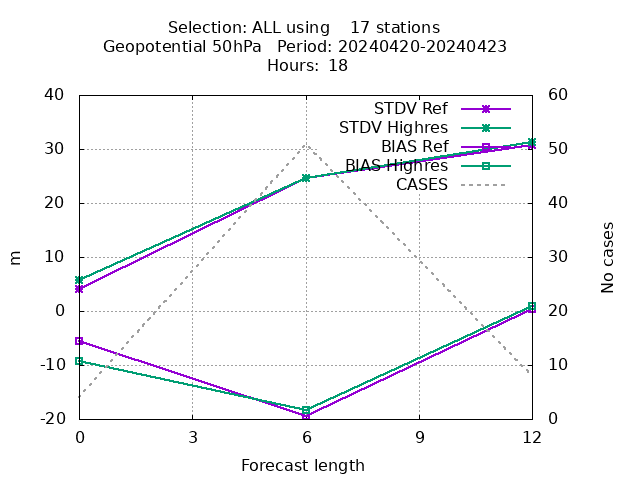 Selection: ALL using    17 stations
Geopotential 50hPa   Period: 20240420-20240423
Hours:  18
40
30
20
10
0
-10
-20
m
60
50
40
30
20
10
0
No cases
STDV Ref
STDV Highres
BIAS Ref
BIAS Highres
CASES
0 3 6 9 12
Forecast length